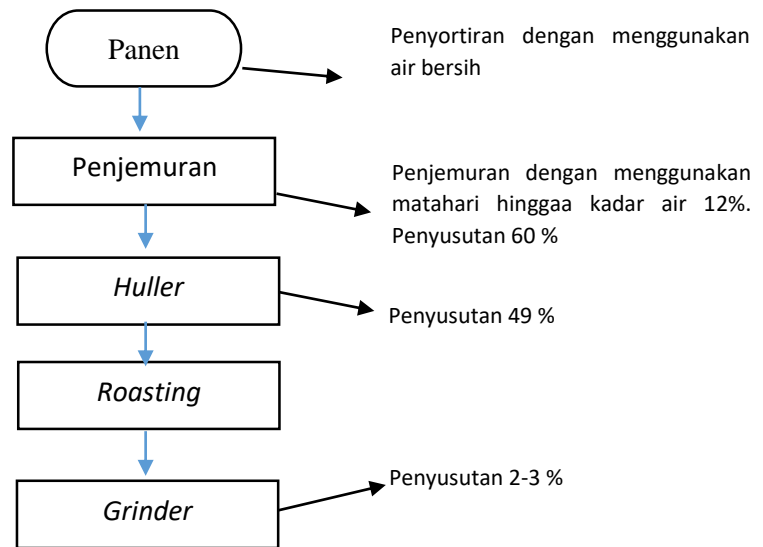 Panen
Penyortiran dengan menggunakan
air bersih
Penjemuran
Penjemuran dengan menggunakan
matahari hinggaa kadar air 12%.
Penyusutan 60 %
Huller
Penyusutan 49 %
Roasting
Penyusutan 2-3 %
Grinder